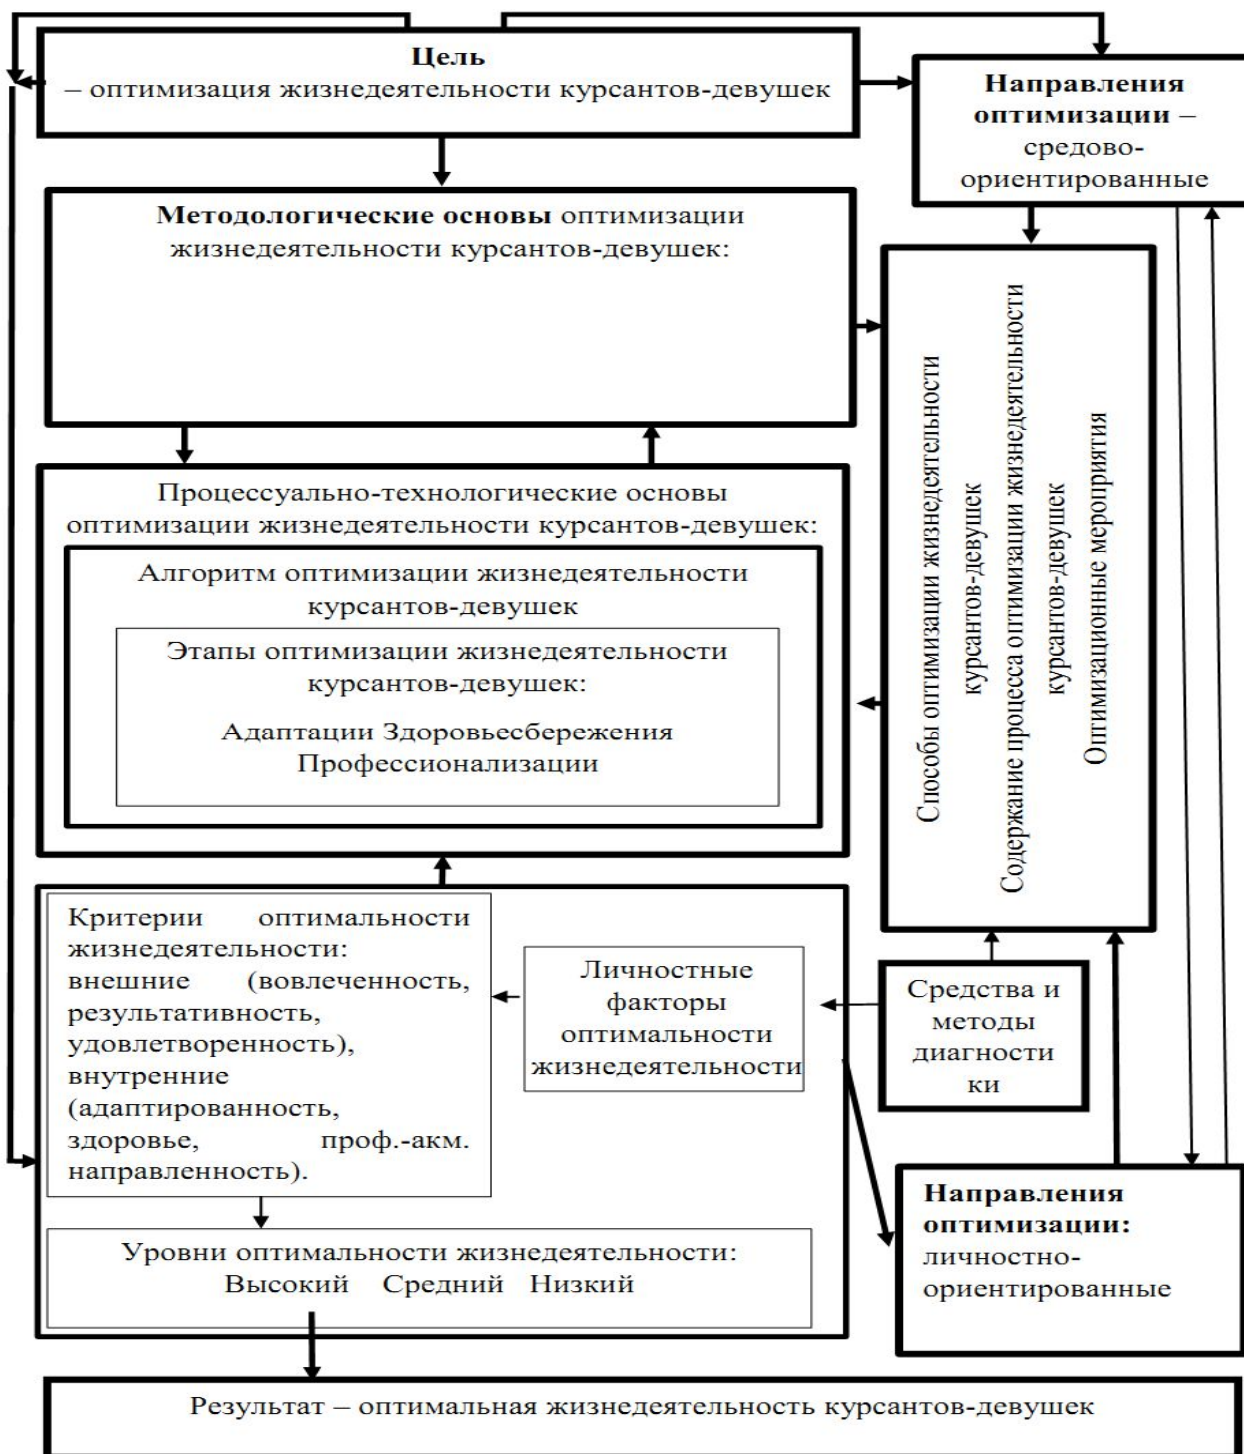 Цель
– оптимизация жизнедеятельности курсантов-девушек
Направления
оптимизации –
средово-
ориентированные
Методологические основы оптимизации
жизнедеятельности курсантов-девушек:
Способы оптимизации жизнедеятельности
курсантов-девушек
Содержание процесса оптимизации жизнедеятельности
курсантов-девушек
Оптимизационные мероприятия
Процессуально-технологические основы
оптимизации жизнедеятельности курсантов-девушек:
Алгоритм оптимизации жизнедеятельности
курсантов-девушек
Этапы оптимизации жизнедеятельности
курсантов-девушек:
Адаптации Здоровьесбережения
Профессионализации
Критерии оптимальности
жизнедеятельности:
внешние (вовлеченность,
результативность,
удовлетворенность),
внутренние
(адаптированность,
здоровье, проф.-акм.
направленность).
Личностные
факторы
оптимальности
жизнедеятельности
Средства и
методы
диагности
ки
Направления
оптимизации:
личностно-
ориентированные
Уровни оптимальности жизнедеятельности:
Высокий Средний Низкий
Результат – оптимальная жизнедеятельность курсантов-девушек